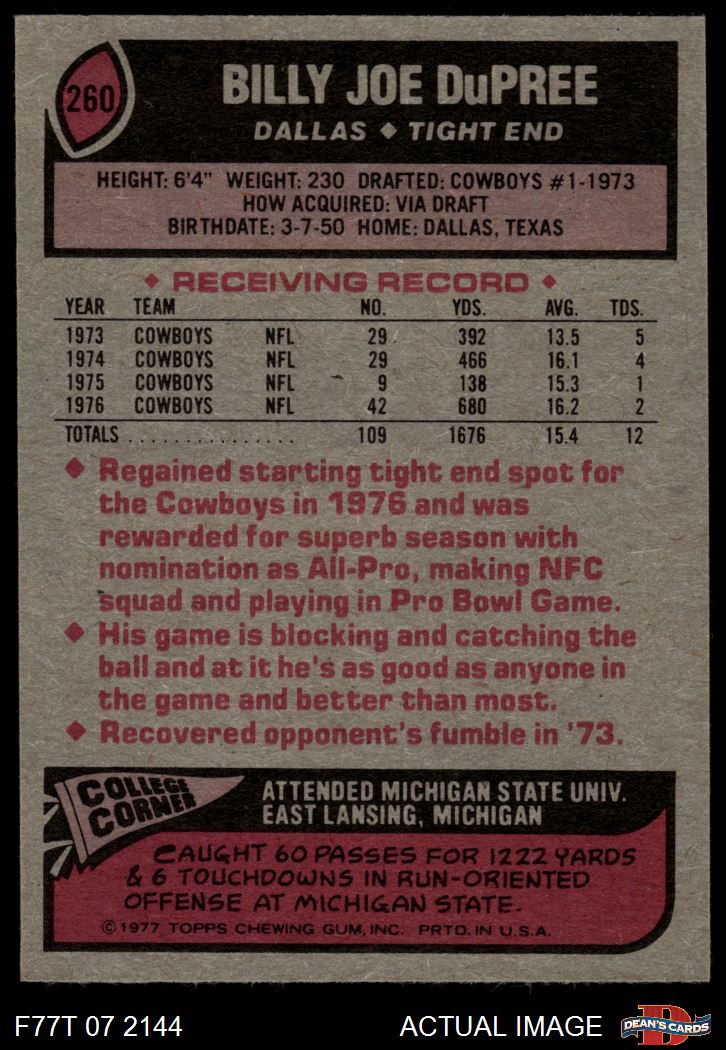 260
BILLY JOE DuPREE
DALLAS ◆ TIGHT END
HEIGHT: 6'4" WEIGHT: 230 DRAFTED: COWBOYS #1-1973
HOW ACQUIRED: VIA DRAFT
BIRTHDATE: 3-7-50 HOME: DALLAS, TEXAS
◆ RECEIVING RECORD ◆
YEAR TEAM NO. YDS. AVG. TDS.
1973 COWBOYS NFL 29 392 13.5 5
1974 COWBOYS NFL 29 466 16.1 4
1975 COWBOYS NFL 9 138 15.3 1
1976 COWBOYS NFL 42 680 16.2 2
TOTALS . . . . . . . . . . . . . . . 109 1676 15.4 12
◆ Regained starting tight end spot for
the Cowboys in 1976 and was
rewarded for superb season with
nomination as All-Pro, making NFC
squad and playing in Pro Bowl Game.
◆ His game is blocking and catching the
ball and at it he's as good as anyone in
the game and better than most.
◆ Recovered opponent's fumble in '73.
COLLEGE
CORNER
ATTENDED MICHIGAN STATE UNIV.
EAST LANSING, MICHIGAN
CAUGHT 60 PASSES FOR 1222 YARDS
& 6 TOUCHDOWNS IN RUN-ORIENTED
OFFENSE AT MICHIGAN STATE.
©1977 TOPPS CHEWING GUM, INC. PRTD. IN U.S.A.
F77T 07 2144
ACTUAL IMAGE
D
DEAN'S CARDS